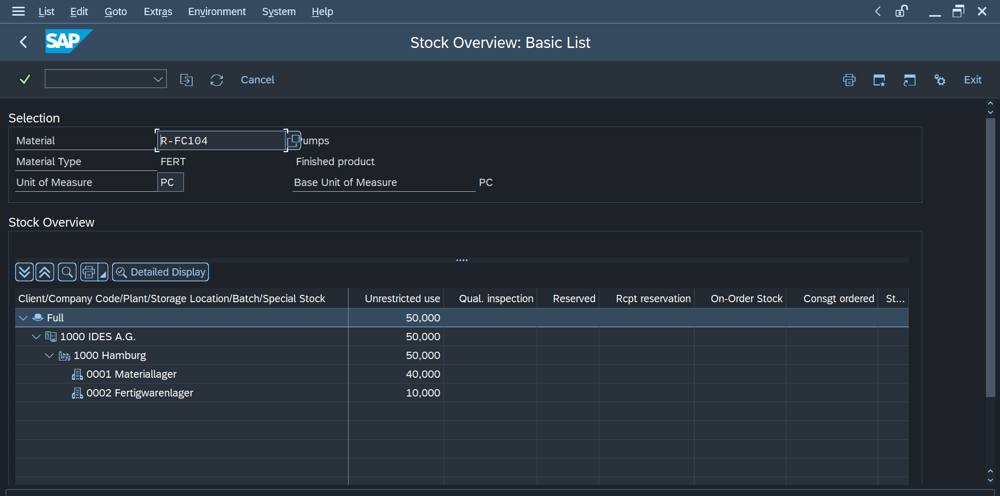 List Edit Goto Extras Environment System Help
SAP
Stock Overview: Basic List
Cancel Exit
Selection
Material R-FC104 umps
Material Type FERT Finished product
Unit of Measure PC Base Unit of Measure PC
Stock Overview
Detailed Display
Client/Company Code/Plant/Storage Location/Batch/Special Stock Unrestricted use Qual. inspection Reserved Rcpt reservation On-Order Stock Consgt ordered St...
Full 50,000
1000 IDES A.G. 50,000
1000 Hamburg 50,000
0001 Materiallager 40,000
0002 Fertigwarenlager 10,000